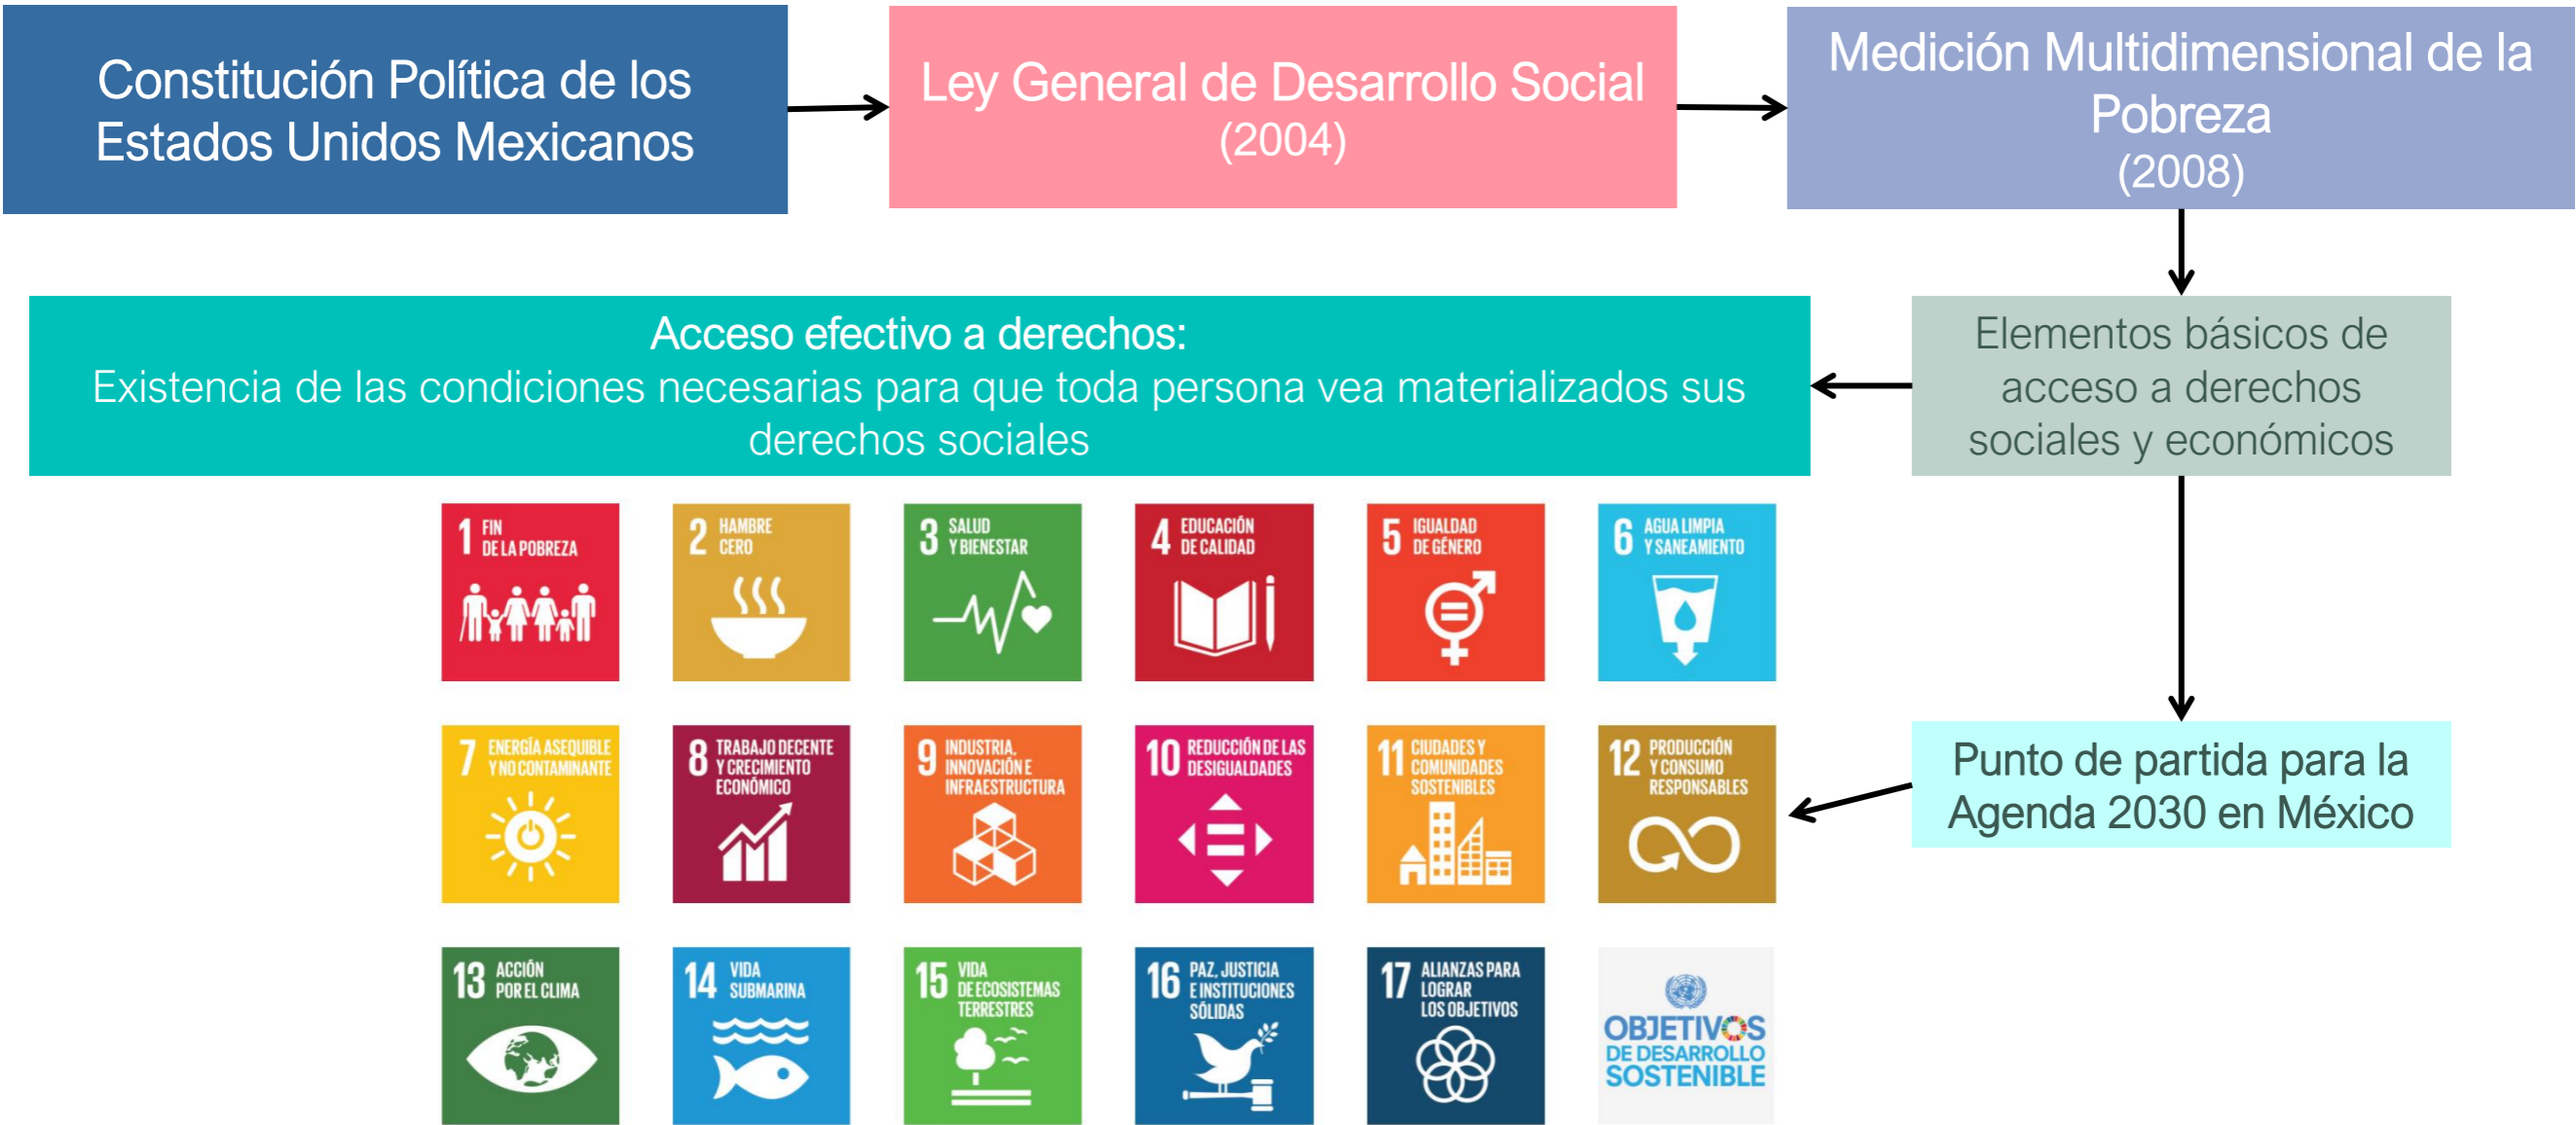 Constitución Política de los
Estados Unidos Mexicanos
Ley General de Desarrollo Social
(2004)
Medición Multidimensional de la
Pobreza
(2008)
Acceso efectivo a derechos:
Existencia de las condiciones necesarias para que toda persona vea materializados sus
derechos sociales
Elementos básicos de
acceso a derechos
sociales y económicos
1 FIN
DE LA POBREZA
2 HAMBRE
CERO
3 SALUD
Y BIENESTAR
4 EDUCACIÓN
DE CALIDAD
5 IGUALDAD
DE GÉNERO
6 AGUA LIMPIA
Y SANEAMIENTO
7 ENERGÍA ASEQUIBLE
Y NO CONTAMINANTE
8 TRABAJO DECENTE
Y CRECIMIENTO
ECONÓMICO
9 INDUSTRIA,
INNOVACIÓN E
INFRAESTRUCTURA
10 REDUCCIÓN DE LAS
DESIGUALDADES
11 CIUDADES Y
COMUNIDADES
SOSTENIBLES
12 PRODUCCIÓN
Y CONSUMO
RESPONSABLES
Punto de partida para la
Agenda 2030 en México
13 ACCIÓN
POR EL CLIMA
14 VIDA
SUBMARINA
15 VIDA
DE ECOSISTEMAS
TERRESTRES
16 PAZ, JUSTICIA
E INSTITUCIONES
SÓLIDAS
17 ALIANZAS PARA
LOGRAR
LOS OBJETIVOS
OBJETIVOS
DE DESARROLLO
SOSTENIBLE